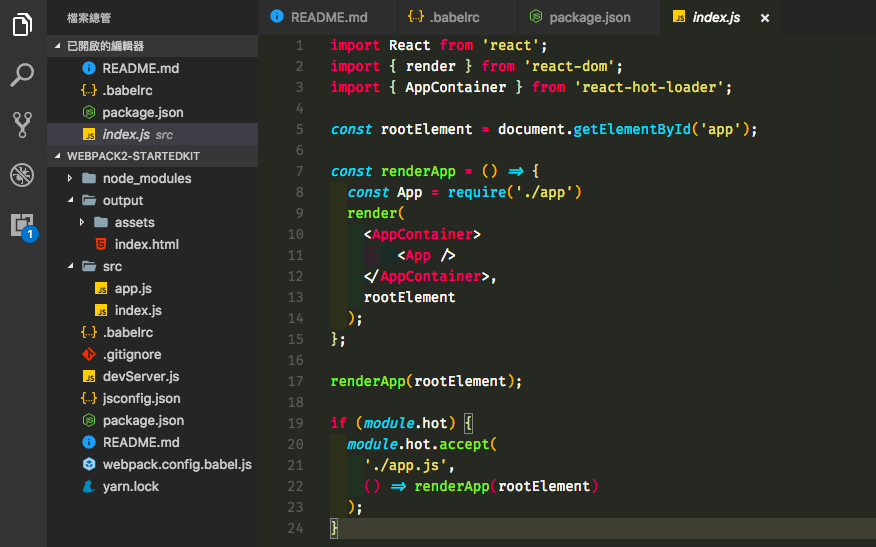 檔案總管
README.md
.babelrc
package.json
index.js
已開啟的編輯器
README.md
{..} .babelrc
package.json
JS index.js src
WEBPACK2-STARTEDKIT
node_modules
output
assets
index.html
src
JS app.js
JS index.js
{..} .babelrc
.gitignore
JS devServer.js
{..} jsconfig.json
package.json
README.md
webpack.config.babel.js
yarn.lock
1
1 import React from 'react';
2 import { render } from 'react-dom';
3 import { AppContainer } from 'react-hot-loader';
4
5 const rootElement = document.getElementById('app');
6
7 const renderApp = () => {
8 const App = require('./app')
9 render(
10 <AppContainer>
11 <App />
12 </AppContainer>,
13 rootElement
14 );
15 };
16
17 renderApp(rootElement);
18
19 if (module.hot) {
20 module.hot.accept(
21 './app.js',
22 () => renderApp(rootElement)
23 );
24 }